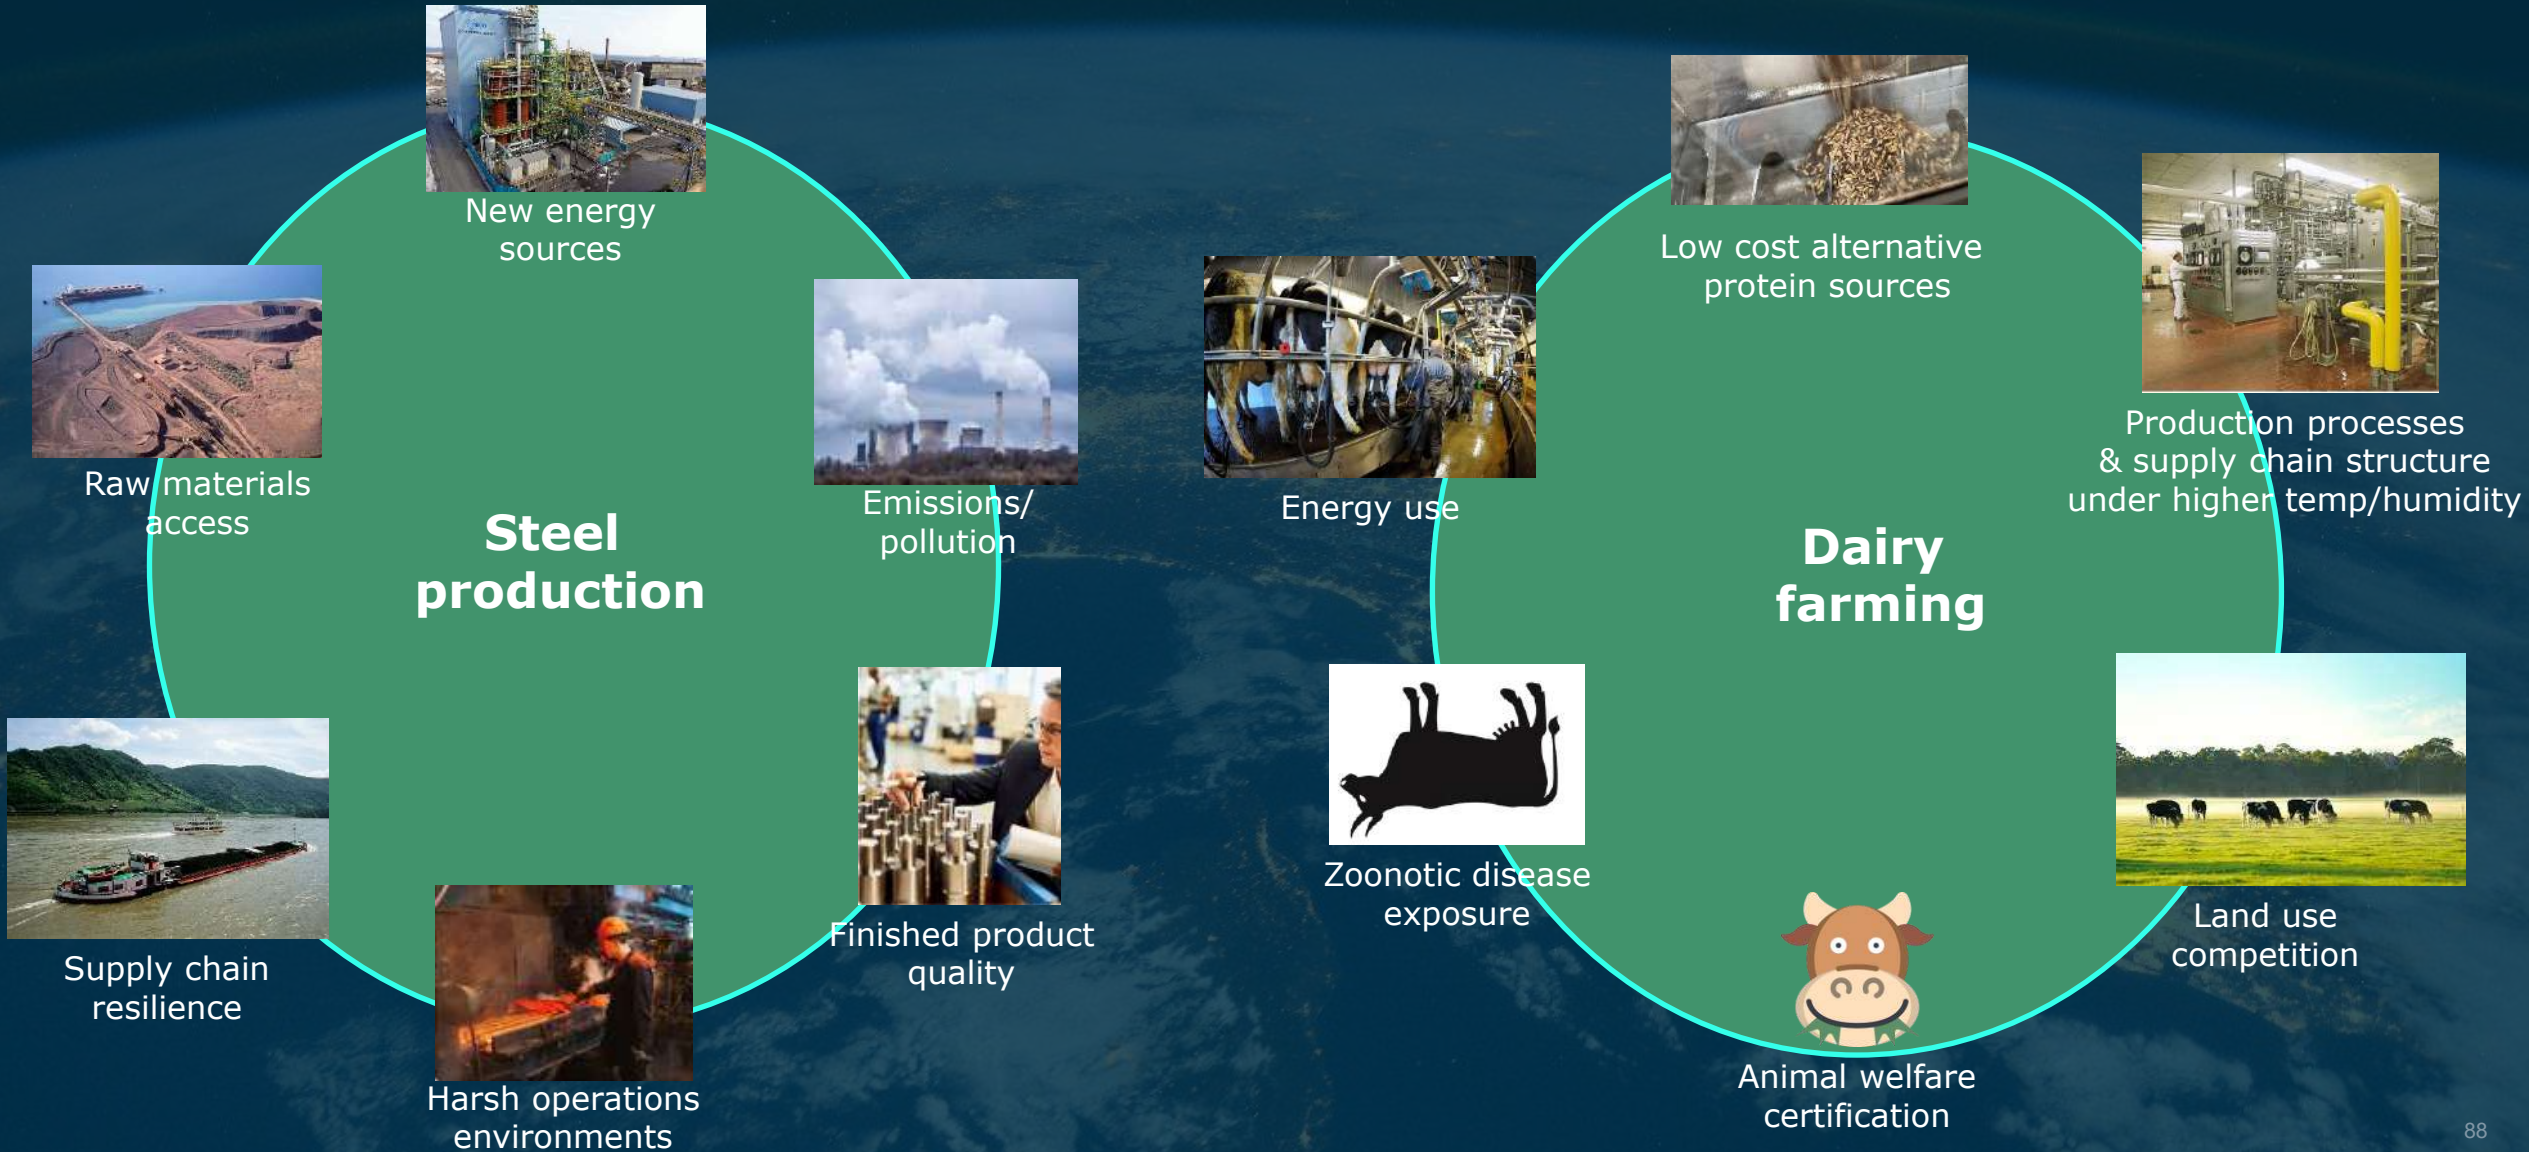 New energy
sources
Raw materials
access
Emissions/
pollution
Steel
production
Supply chain
resilience
Finished product
quality
Harsh operations
environments
Low cost alternative
protein sources
Energy use
Production processes
& supply chain structure
under higher temp/humidity
Dairy
farming
Zoonotic disease
exposure
Land use
competition
Animal welfare
certification
88